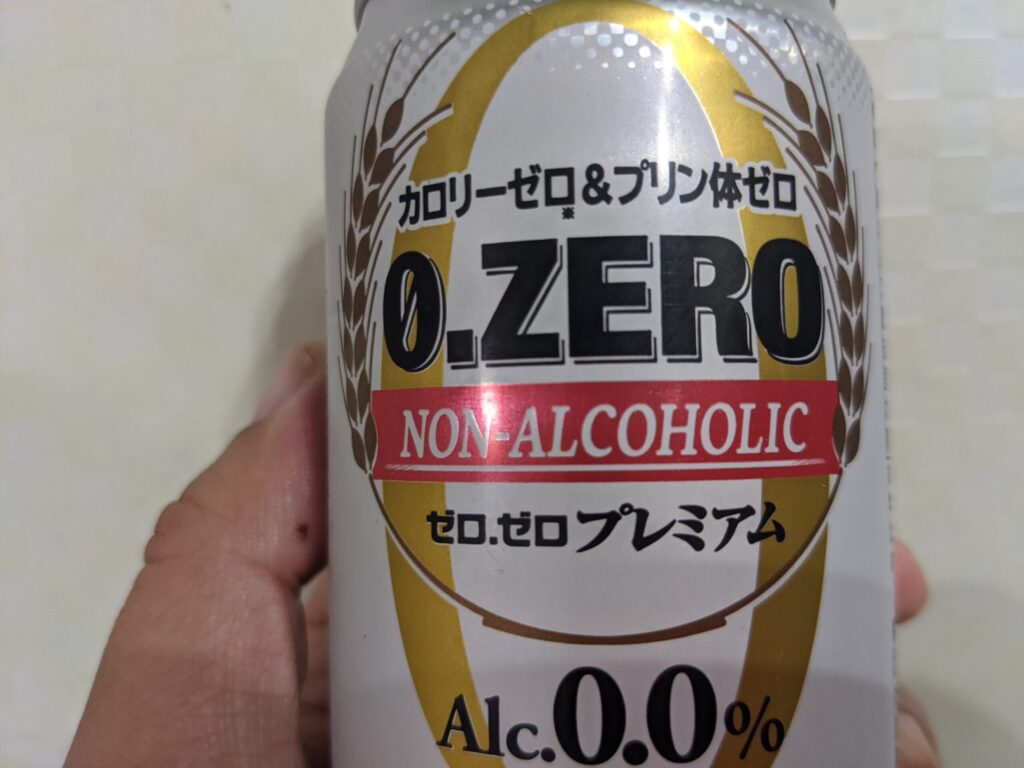 カロリーゼロ&プリン体ゼロ
※
0.ZERO
NON-ALCOHOLIC
ゼロ.ゼロ プレミアム
Alc.0.0%